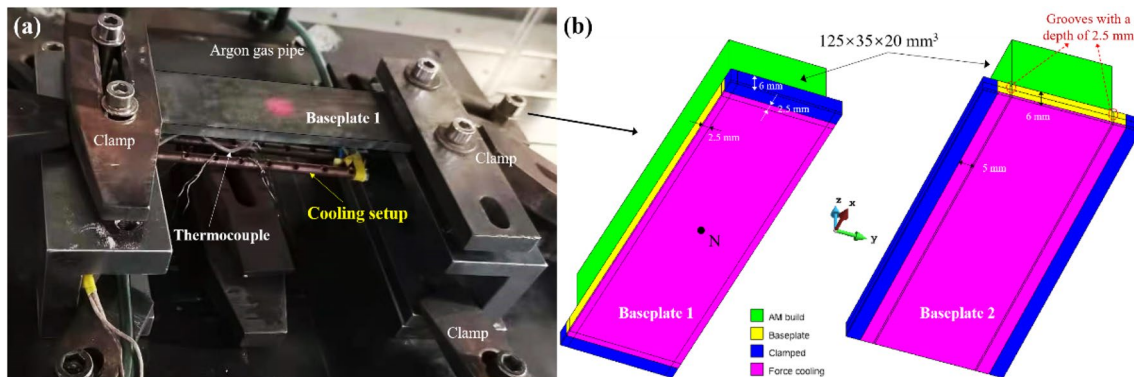 (a)
Argon gas pipe
Baseplate 1
Clamp
Clamp
Cooling setup
Thermocouple
Clamp
(b)
125×35×20 mm³
Grooves with a
depth of 2.5 mm
6 mm
2.5 mm
2.5 mm
6 mm
5 mm
N
z
x
y
Baseplate 1
Baseplate 2
AM build
Baseplate
Clamped
Force cooling